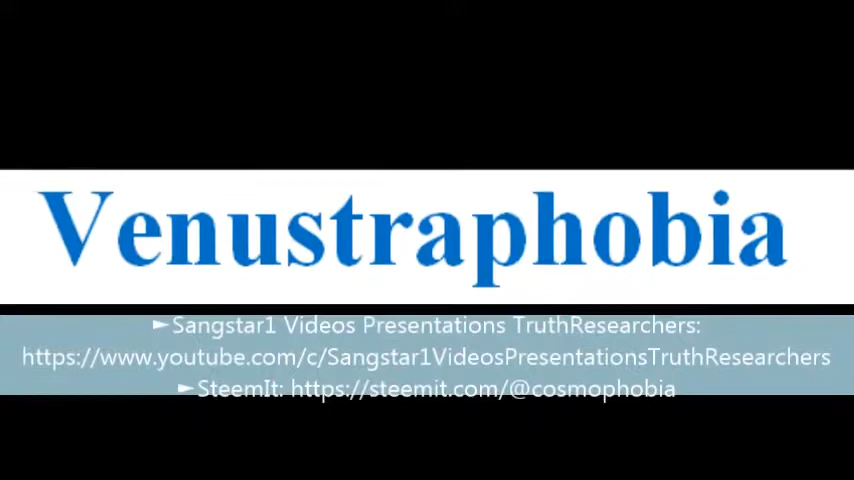 Venustraphobia
►Sangstar1 Videos Presentations TruthResearchers:
https://www.youtube.com/c/Sangstar1VideosPresentationsTruthResearchers
►SteemIt: https://steemit.com/@cosmophobia